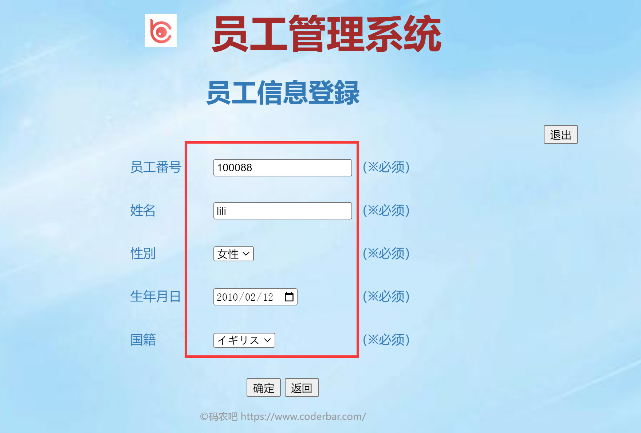 员工管理系统
员工信息登録
退出
员工番号 100088 (※必须)
姓名 lili (※必须)
性別 女性 (※必须)
生年月日 2010/02/12 (※必须)
国籍 イギリス (※必须)
确定 返回
©码农吧 https://www.coderbar.com/